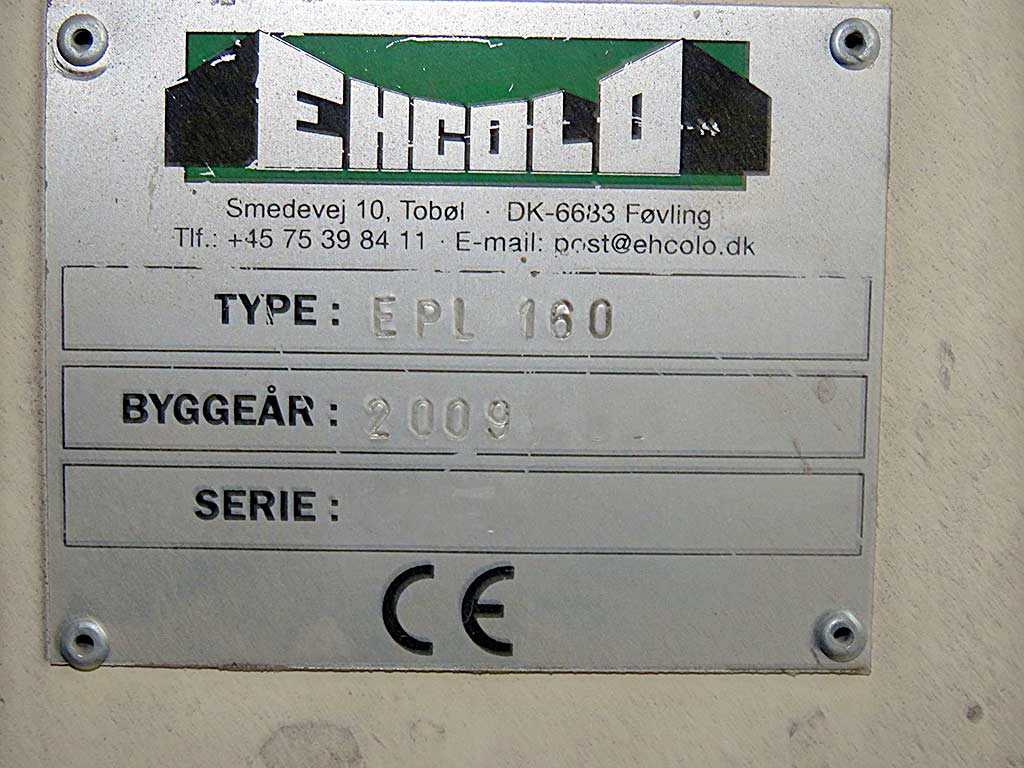 EHCOLO
Smedevej 10, Tobøl · DK-6683 Føvling
Tlf.: +45 75 39 84 11 · E-mail: post@ehcolo.dk
TYPE : EPL 160
BYGGEÅR : 2009
SERIE :
CE